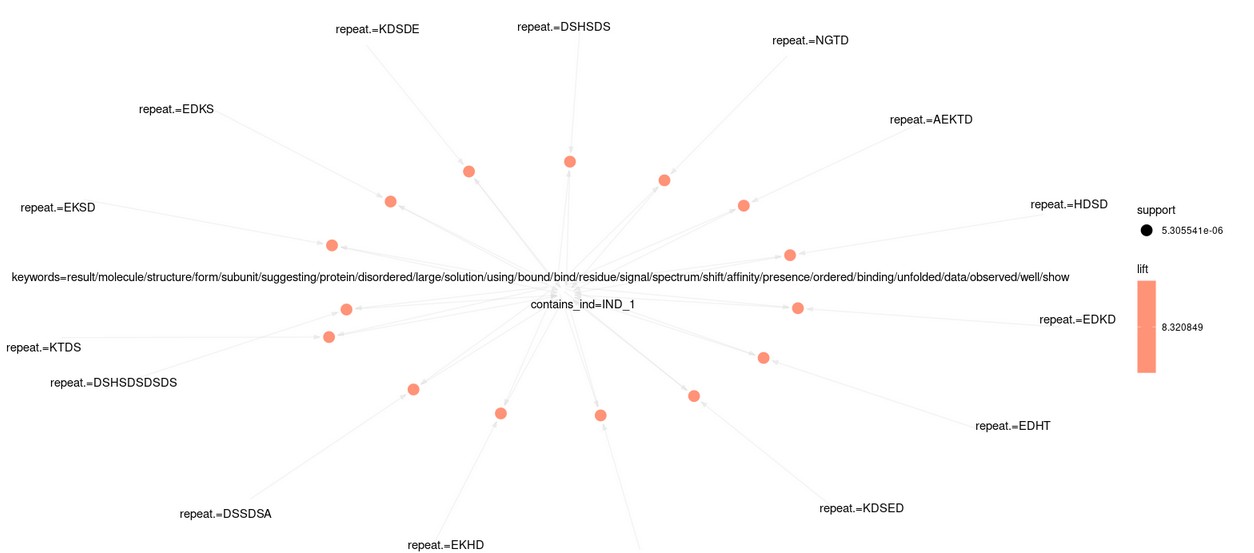 repeat.=DSHSDS
repeat.=KDSDE
repeat.=NGTD
repeat.=EDKS
repeat.=AEKTD
repeat.=HDSD
repeat.=EKSD
support
5.305541e-06
lift
8.320849
keywords=result/molecule/structure/form/subunit/suggesting/protein/disordered/large/solution/using/bound/bind/residue/signal/spectrum/shift/affinity/presence/ordered/binding/unfolded/data/observed/well/show
contains_ind=IND_1
repeat.=EDKD
repeat.=KTDS
repeat.=DSHSDSDSDS
repeat.=EDHT
repeat.=KDSED
repeat.=DSSDSA
repeat.=EKHD